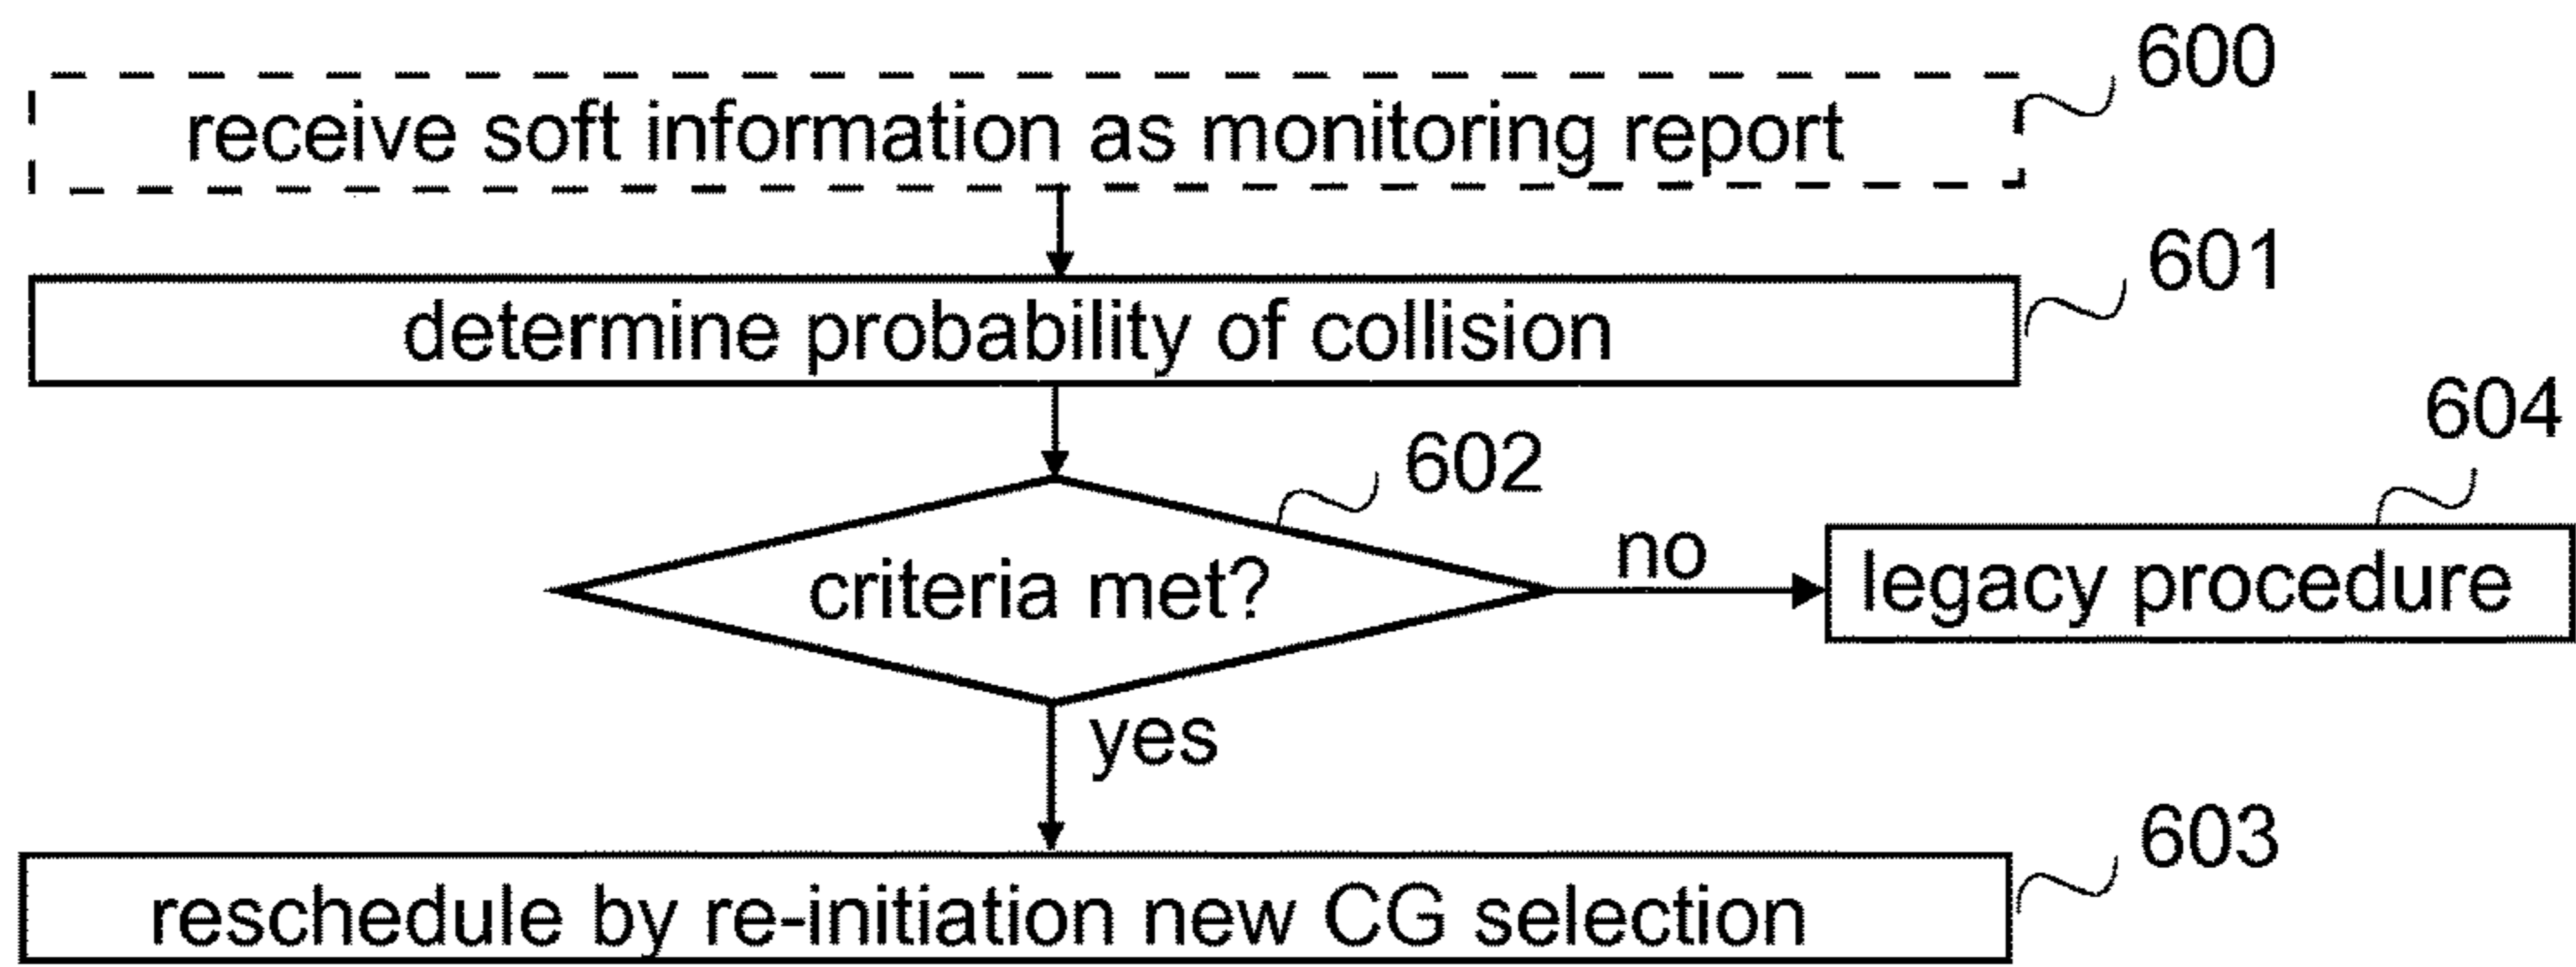 600
receive soft information as monitoring report
601
determine probability of collision
604
602
criteria met?
no
legacy procedure
yes
603
reschedule by re-initiation new CG selection